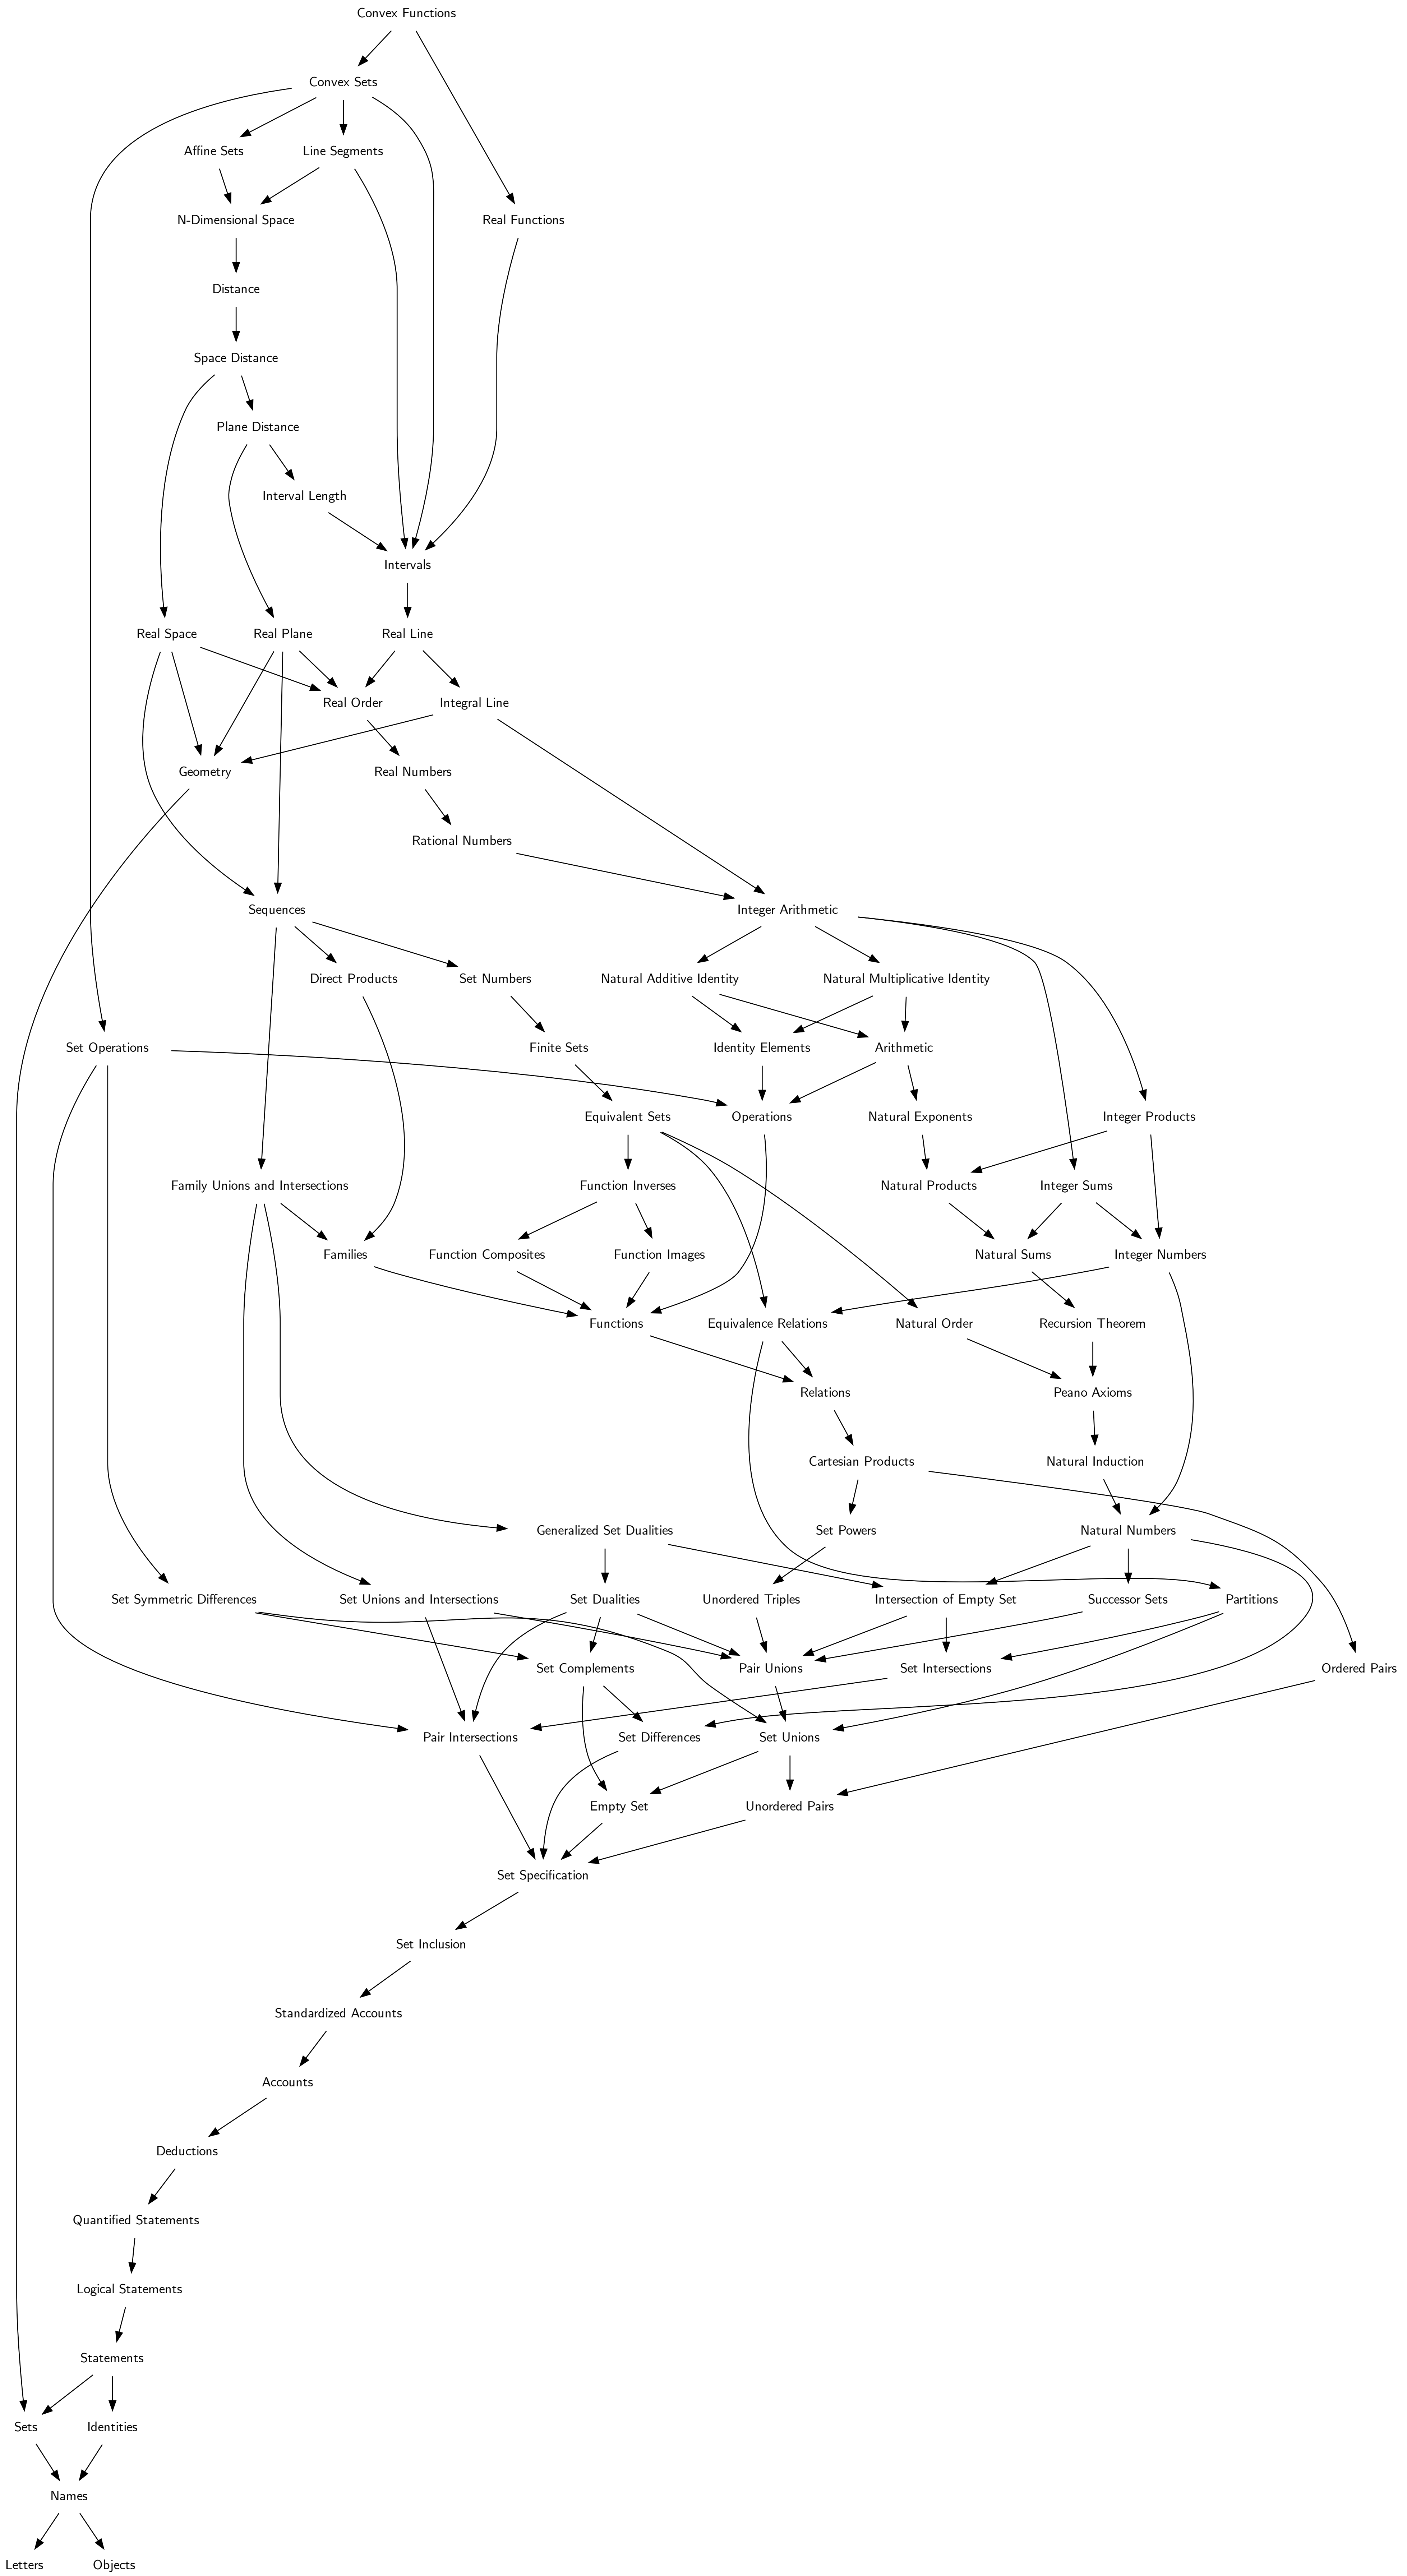 Convex Functions
Convex Sets
Affine Sets
Line Segments
N-Dimensional Space
Real Functions
Distance
Space Distance
Plane Distance
Interval Length
Intervals
Real Space
Real Plane
Real Line
Real Order
Integral Line
Geometry
Real Numbers
Rational Numbers
Sequences
Integer Arithmetic
Direct Products
Set Numbers
Natural Additive Identity
Natural Multiplicative Identity
Set Operations
Finite Sets
Identity Elements
Arithmetic
Equivalent Sets
Operations
Natural Exponents
Integer Products
Family Unions and Intersections
Function Inverses
Natural Products
Integer Sums
Families
Function Composites
Function Images
Natural Sums
Integer Numbers
Functions
Equivalence Relations
Natural Order
Recursion Theorem
Relations
Peano Axioms
Cartesian Products
Natural Induction
Generalized Set Dualities
Set Powers
Natural Numbers
Set Symmetric Differences
Set Unions and Intersections
Set Dualities
Unordered Triples
Intersection of Empty Set
Successor Sets
Partitions
Set Complements
Pair Unions
Set Intersections
Ordered Pairs
Pair Intersections
Set Differences
Set Unions
Empty Set
Unordered Pairs
Set Specification
Set Inclusion
Standardized Accounts
Accounts
Deductions
Quantified Statements
Logical Statements
Statements
Sets
Identities
Names
Letters
Objects